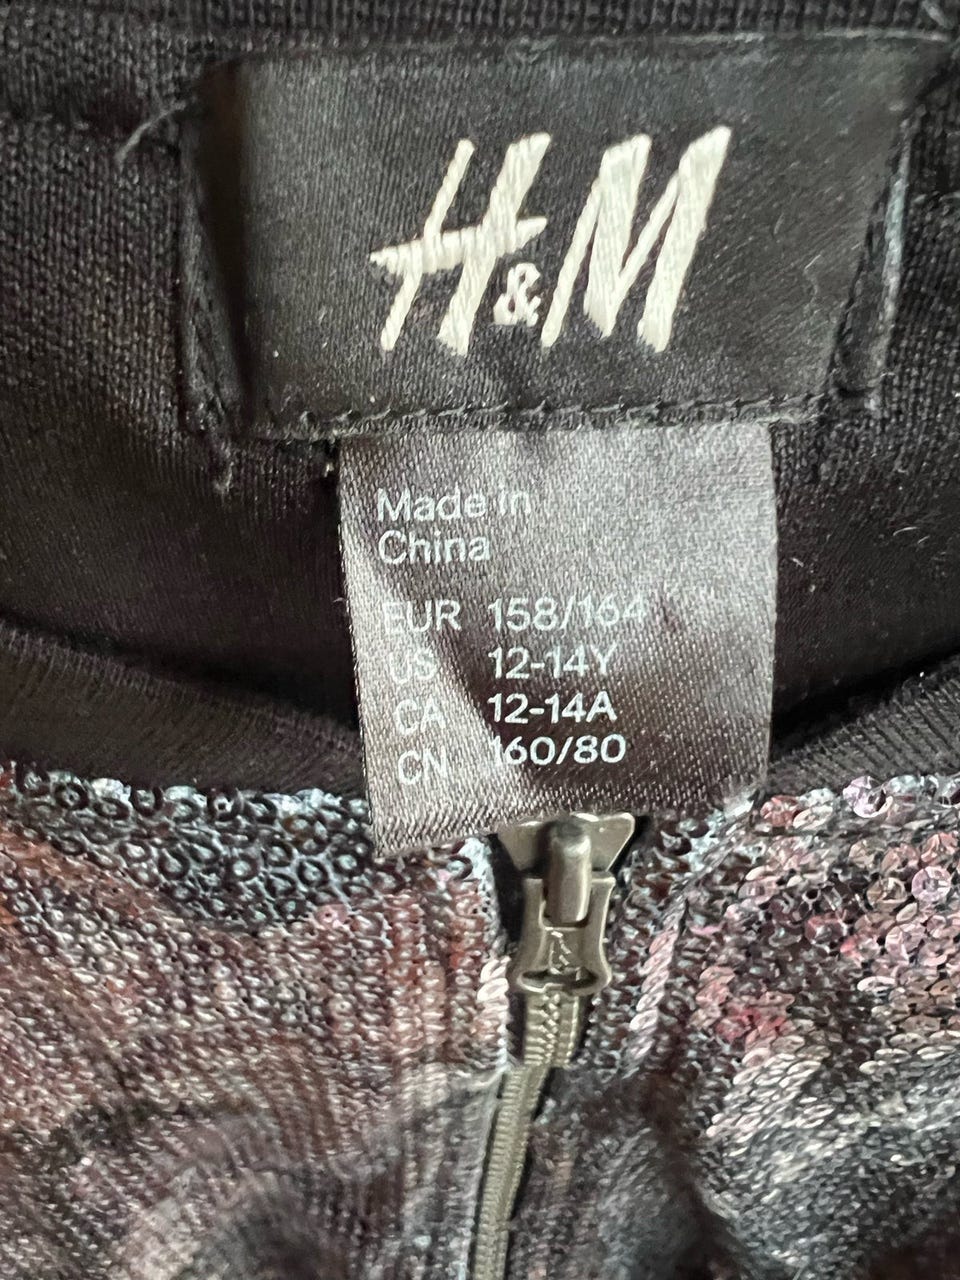 H&M
Made in
China
EUR 158/164
US 12-14Y
CA 12-14A
CN 160/80